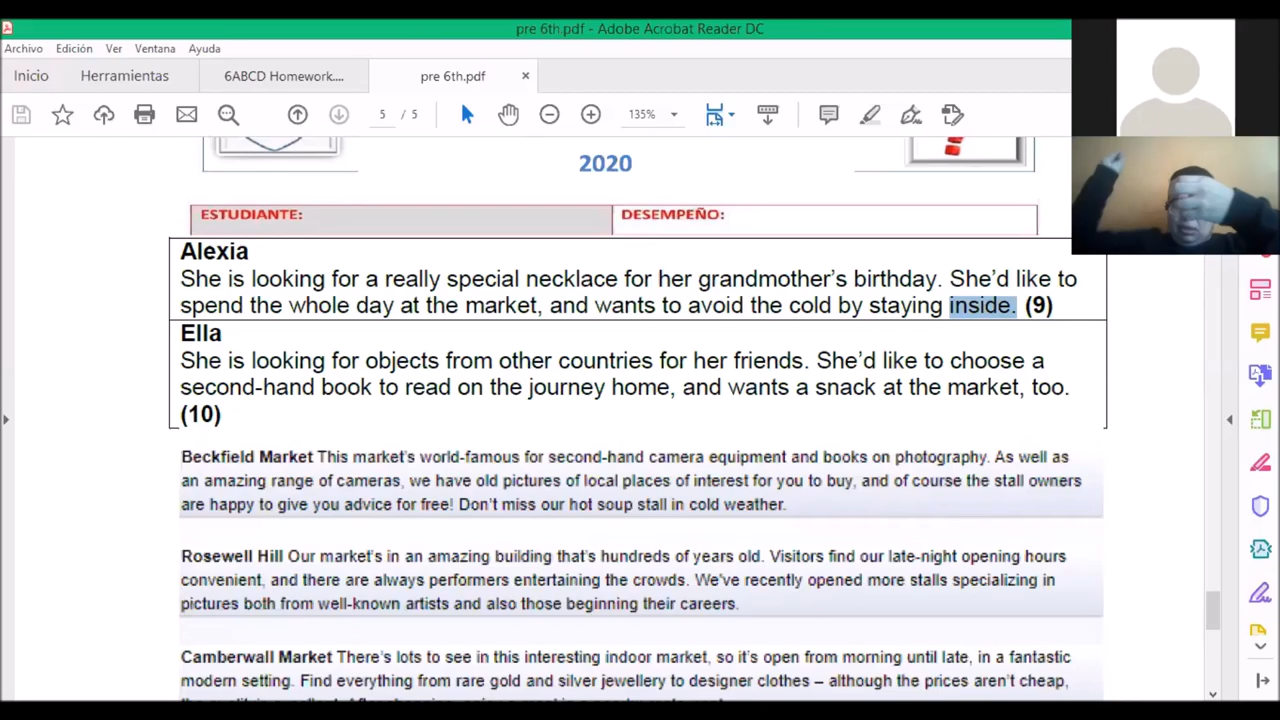 pre 6th.pdf - Adobe Acrobat Reader DC
Archivo Edición Ver Ventana Ayuda
Inicio Herramientas 6ABCD Homework.... pre 6th.pdf ×
5 / 5 135%
2020
ESTUDIANTE: DESEMPEÑO:
Alexia
She is looking for a really special necklace for her grandmother's birthday. She'd like to
spend the whole day at the market, and wants to avoid the cold by staying inside. (9)
Ella
She is looking for objects from other countries for her friends. She'd like to choose a
second-hand book to read on the journey home, and wants a snack at the market, too.
(10)
Beckfield Market This market's world-famous for second-hand camera equipment and books on photography. As well as
an amazing range of cameras, we have old pictures of local places of interest for you to buy, and of course the stall owners
are happy to give you advice for free! Don't miss our hot soup stall in cold weather.
Rosewell Hill Our market's in an amazing building that's hundreds of years old. Visitors find our late-night opening hours
convenient, and there are always performers entertaining the crowds. We've recently opened more stalls specializing in
pictures both from well-known artists and also those beginning their careers.
Camberwall Market There's lots to see in this interesting indoor market, so it's open from morning until late, in a fantastic
modern setting. Find everything from rare gold and silver jewellery to designer clothes – although the prices aren't cheap,